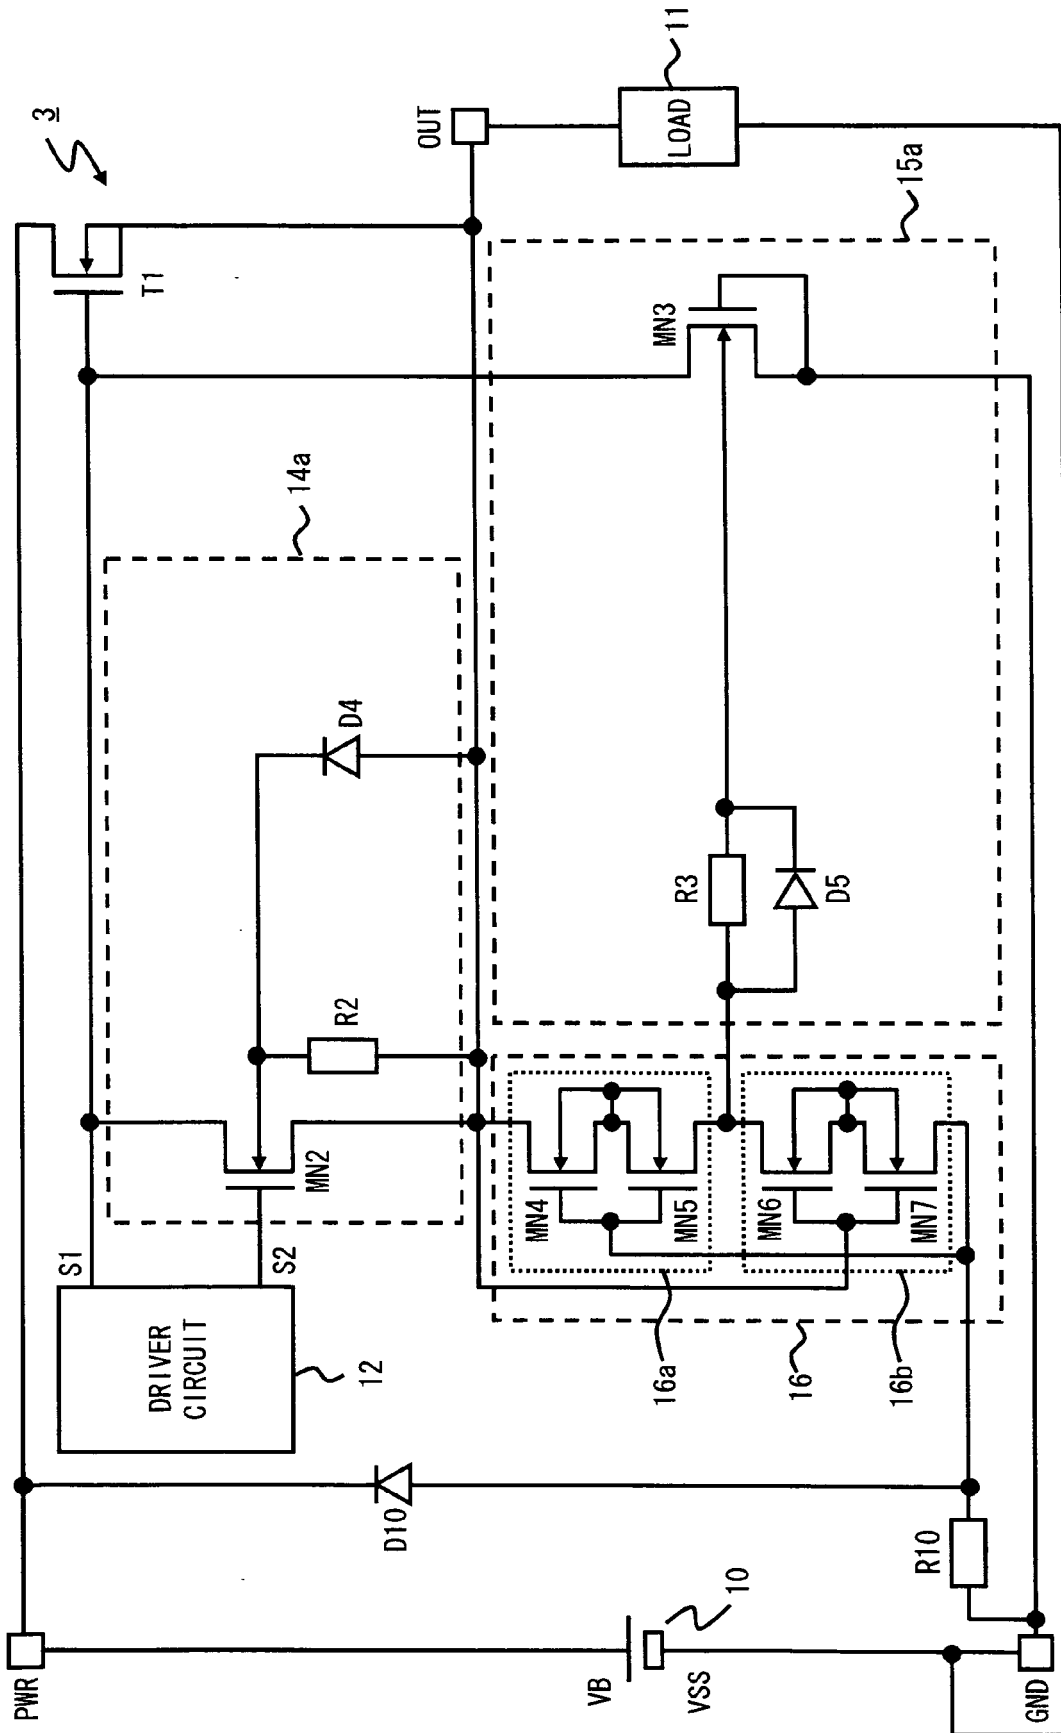 3
PWR
S1
DRIVER
CIRCUIT
12
S2
14a
MN2
R2
D4
T1
OUT
LOAD
11
15a
MN3
R3
D5
MN4
MN5
MN6
MN7
16a
16
16b
D10
R10
VB
VSS
10
GND